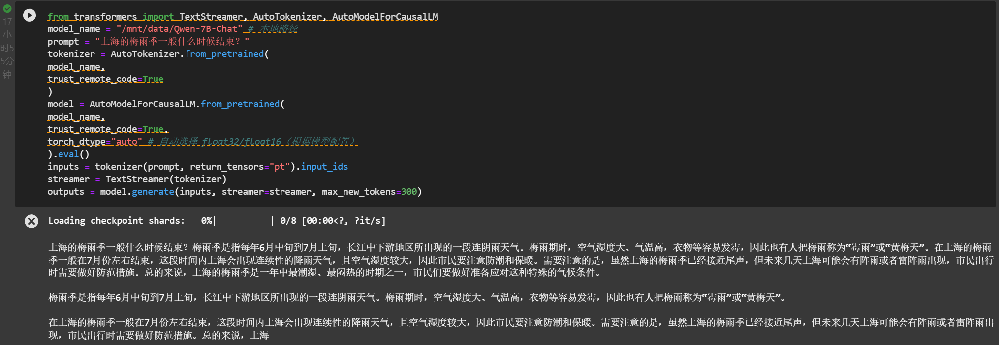 17
小
时5
5分
钟
from transformers import TextStreamer, AutoTokenizer, AutoModelForCausalLM
model_name = "/mnt/data/Qwen-7B-Chat" # 本地路径
prompt = "上海的梅雨季一般什么时候结束？"
tokenizer = AutoTokenizer.from_pretrained(
model_name,
trust_remote_code=True
)
model = AutoModelForCausalLM.from_pretrained(
model_name,
trust_remote_code=True,
torch_dtype="auto" # 自动选择 float32/float16（根据模型配置）
).eval()
inputs = tokenizer(prompt, return_tensors="pt").input_ids
streamer = TextStreamer(tokenizer)
outputs = model.generate(inputs, streamer=streamer, max_new_tokens=300)
Loading checkpoint shards:   0%|          | 0/8 [00:00<?, ?it/s]
上海的梅雨季一般什么时候结束？梅雨季是指每年6月中旬到7月上旬，长江中下游地区所出现的一段连阴雨天气。梅雨期时，空气湿度大、气温高，衣物等容易发霉，因此也有人把梅雨称为“霉雨”或“黄梅天”。在上海的梅雨
季一般在7月份左右结束，这段时间内上海会出现连续性的降雨天气，且空气湿度较大，因此市民要注意防潮和保暖。需要注意的是，虽然上海的梅雨季已经接近尾声，但未来几天上海可能会有阵雨或者雷阵雨出现，市民出行
时需要做好防范措施。总的来说，上海的梅雨季是一年中最潮湿、最闷热的时期之一，市民们要做好准备应对这种特殊的气候条件。
梅雨季是指每年6月中旬到7月上旬，长江中下游地区所出现的一段连阴雨天气。梅雨期时，空气湿度大、气温高，衣物等容易发霉，因此也有人把梅雨称为“霉雨”或“黄梅天”。
在上海的梅雨季一般在7月份左右结束，这段时间内上海会出现连续性的降雨天气，且空气湿度较大，因此市民要注意防潮和保暖。需要注意的是，虽然上海的梅雨季已经接近尾声，但未来几天上海可能会有阵雨或者雷阵雨出
现，市民出行时需要做好防范措施。总的来说，上海